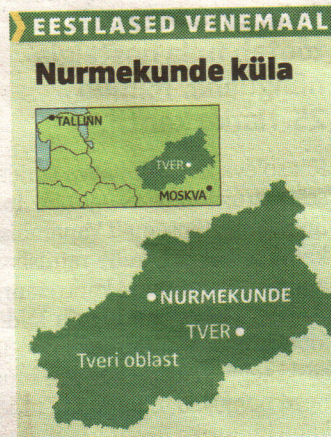 EESTLASED VENEMAAL
Nurmekunde küla
TALLINN
TVER
MOSKVA
NURMEKUNDE
TVER
Tveri oblast